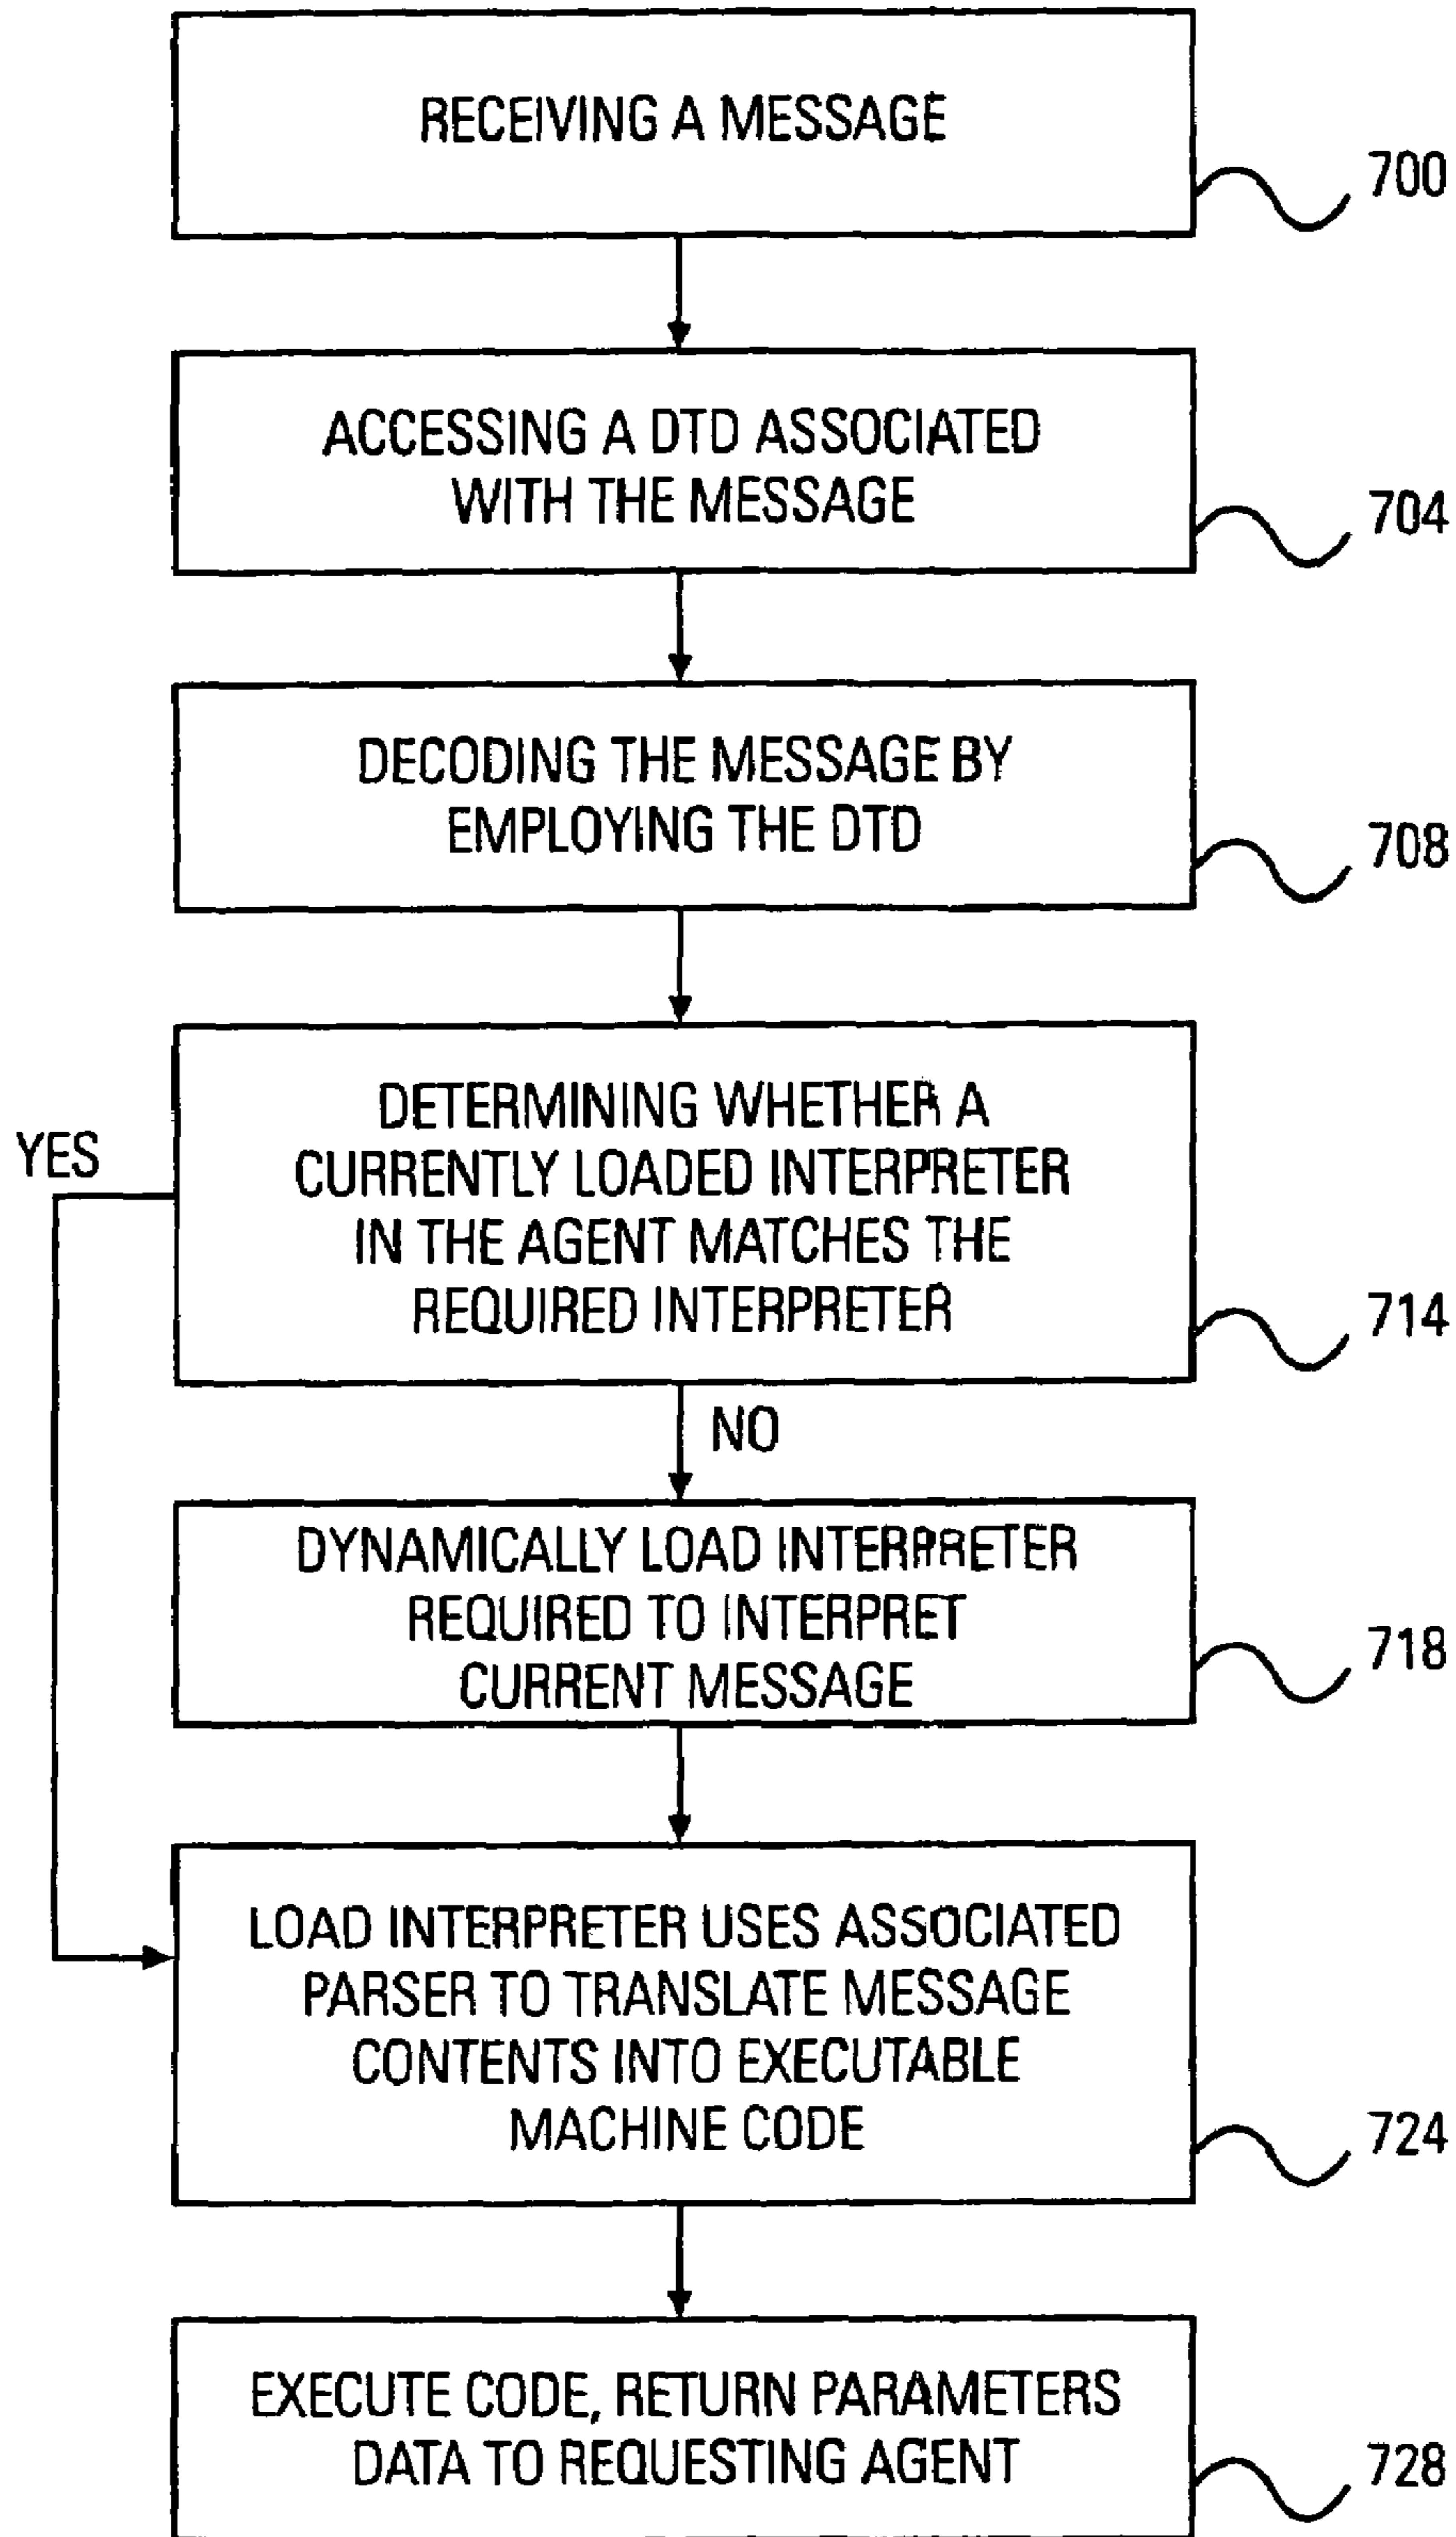 RECEIVING A MESSAGE
700
ACCESSING A DTD ASSOCIATED
WITH THE MESSAGE
704
DECODING THE MESSAGE BY
EMPLOYING THE DTD
708
DETERMINING WHETHER A
CURRENTLY LOADED INTERPRETER
IN THE AGENT MATCHES THE
REQUIRED INTERPRETER
714
YES
NO
DYNAMICALLY LOAD INTERPRETER
REQUIRED TO INTERPRET
CURRENT MESSAGE
718
LOAD INTERPRETER USES ASSOCIATED
PARSER TO TRANSLATE MESSAGE
CONTENTS INTO EXECUTABLE
MACHINE CODE
724
EXECUTE CODE, RETURN PARAMETERS
DATA TO REQUESTING AGENT
728